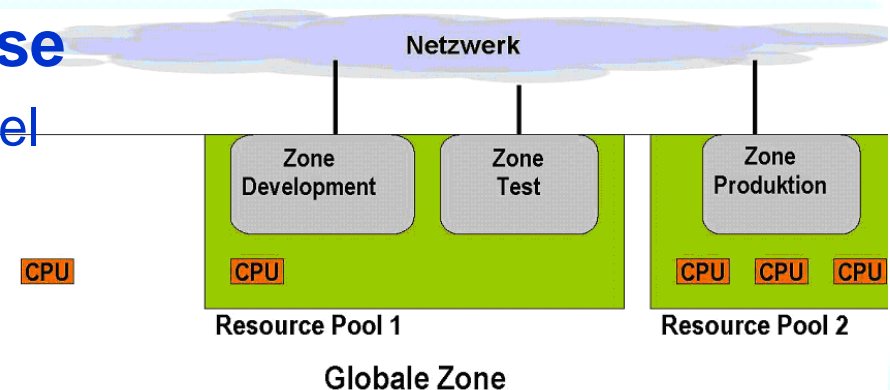 se
Netzwerk
el
Zone
Development
Zone
Test
Zone
Produktion
CPU
CPU
CPU
CPU
CPU
Resource Pool 1
Resource Pool 2
Globale Zone